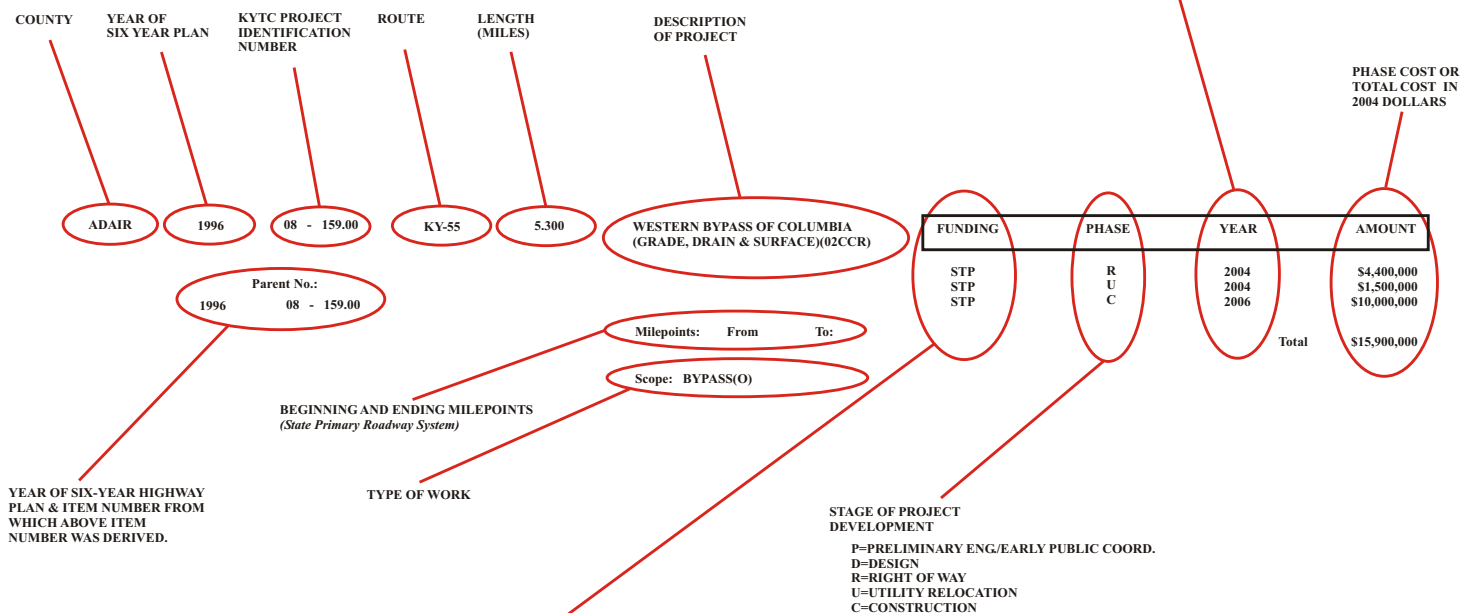 COUNTY
YEAR OF
SIX YEAR PLAN
KYTC PROJECT
IDENTIFICATION
NUMBER
ROUTE
LENGTH
(MILES)
DESCRIPTION
OF PROJECT
PHASE COST OR
TOTAL COST IN
2004 DOLLARS
ADAIR 1996 08 - 159.00 KY-55 5.300
WESTERN BYPASS OF COLUMBIA
(GRADE, DRAIN & SURFACE)(02CCR)
FUNDING PHASE YEAR AMOUNT
STP R 2004 $4,400,000
STP U 2004 $1,500,000
STP C 2006 $10,000,000
Total $15,900,000
Parent No.:
1996 08 - 159.00
Milepoints: From To:
Scope: BYPASS(O)
BEGINNING AND ENDING MILEPOINTS
(State Primary Roadway System)
TYPE OF WORK
YEAR OF SIX-YEAR HIGHWAY
PLAN & ITEM NUMBER FROM
WHICH ABOVE ITEM
NUMBER WAS DERIVED.
STAGE OF PROJECT
DEVELOPMENT
P=PRELIMINARY ENG./EARLY PUBLIC COORD.
D=DESIGN
R=RIGHT OF WAY
U=UTILITY RELOCATION
C=CONSTRUCTION